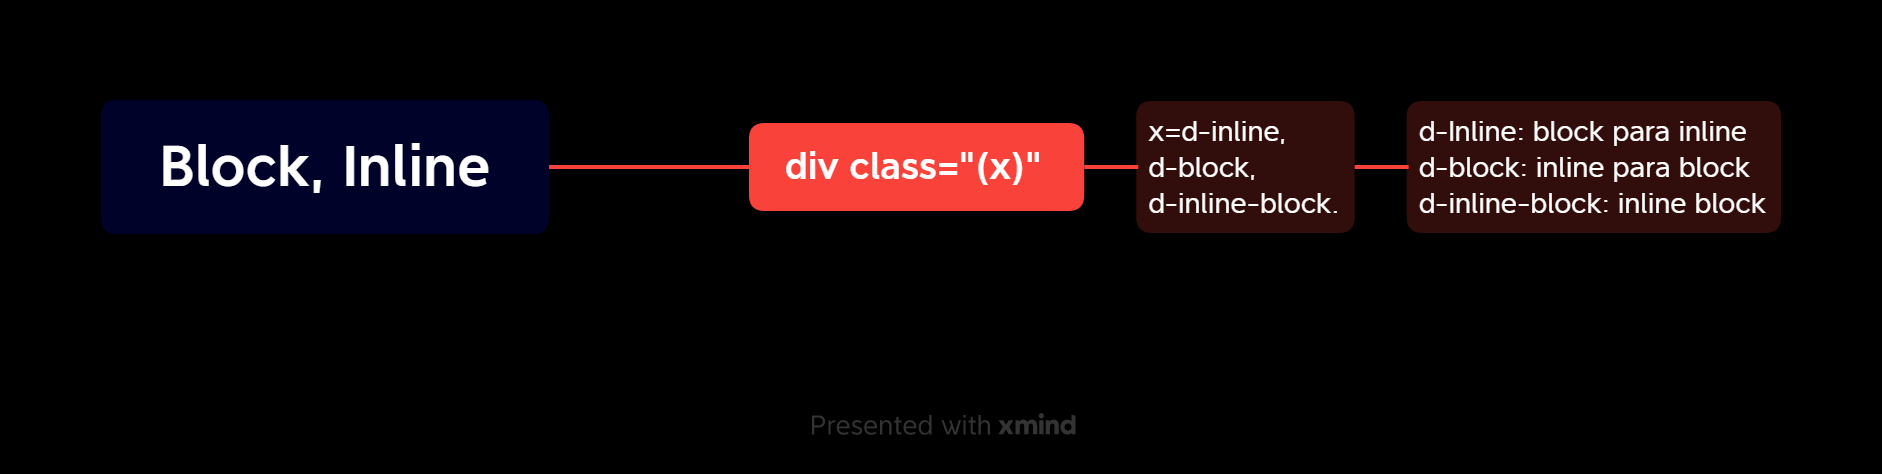 Block, Inline
div class="(x)"
x=d-inline,
d-block,
d-inline-block.
d-Inline: block para inline
d-block: inline para block
d-inline-block: inline block
Presented with xmind